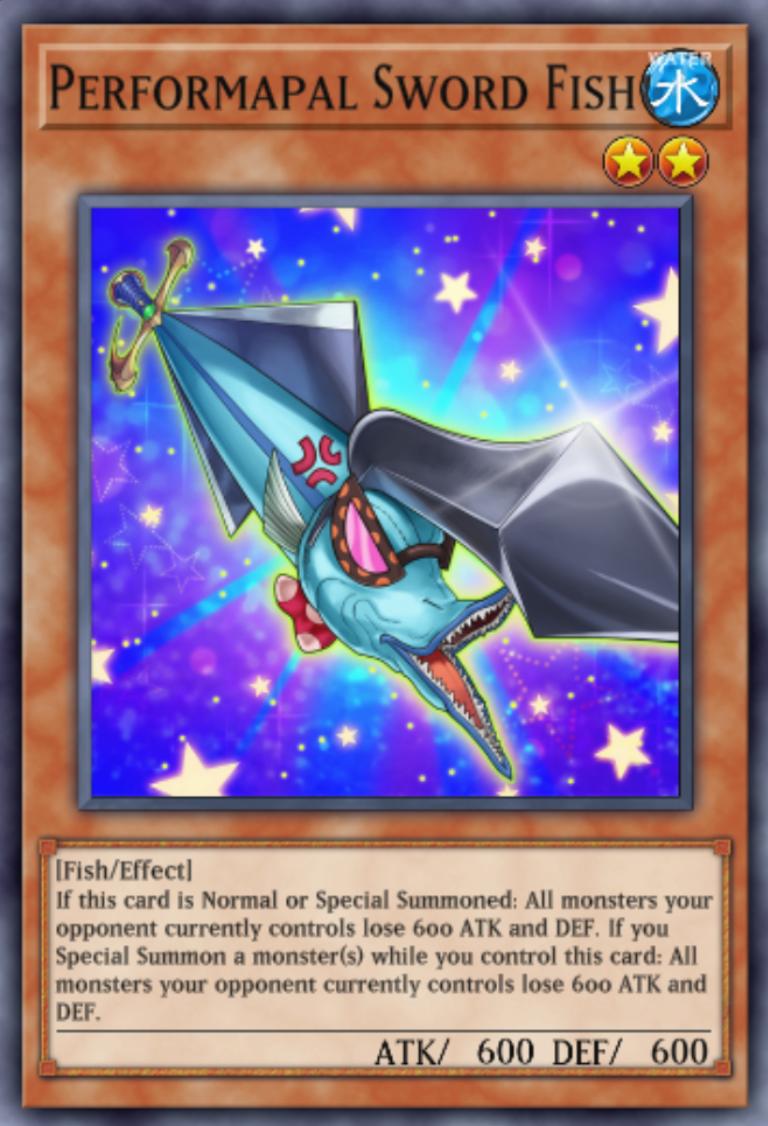 Performapal Sword Fish
WATER
水
[Fish/Effect]
If this card is Normal or Special Summoned: All monsters your
opponent currently controls lose 600 ATK and DEF. If you
Special Summon a monster(s) while you control this card: All
monsters your opponent currently controls lose 600 ATK and
DEF.
ATK/ 600 DEF/ 600